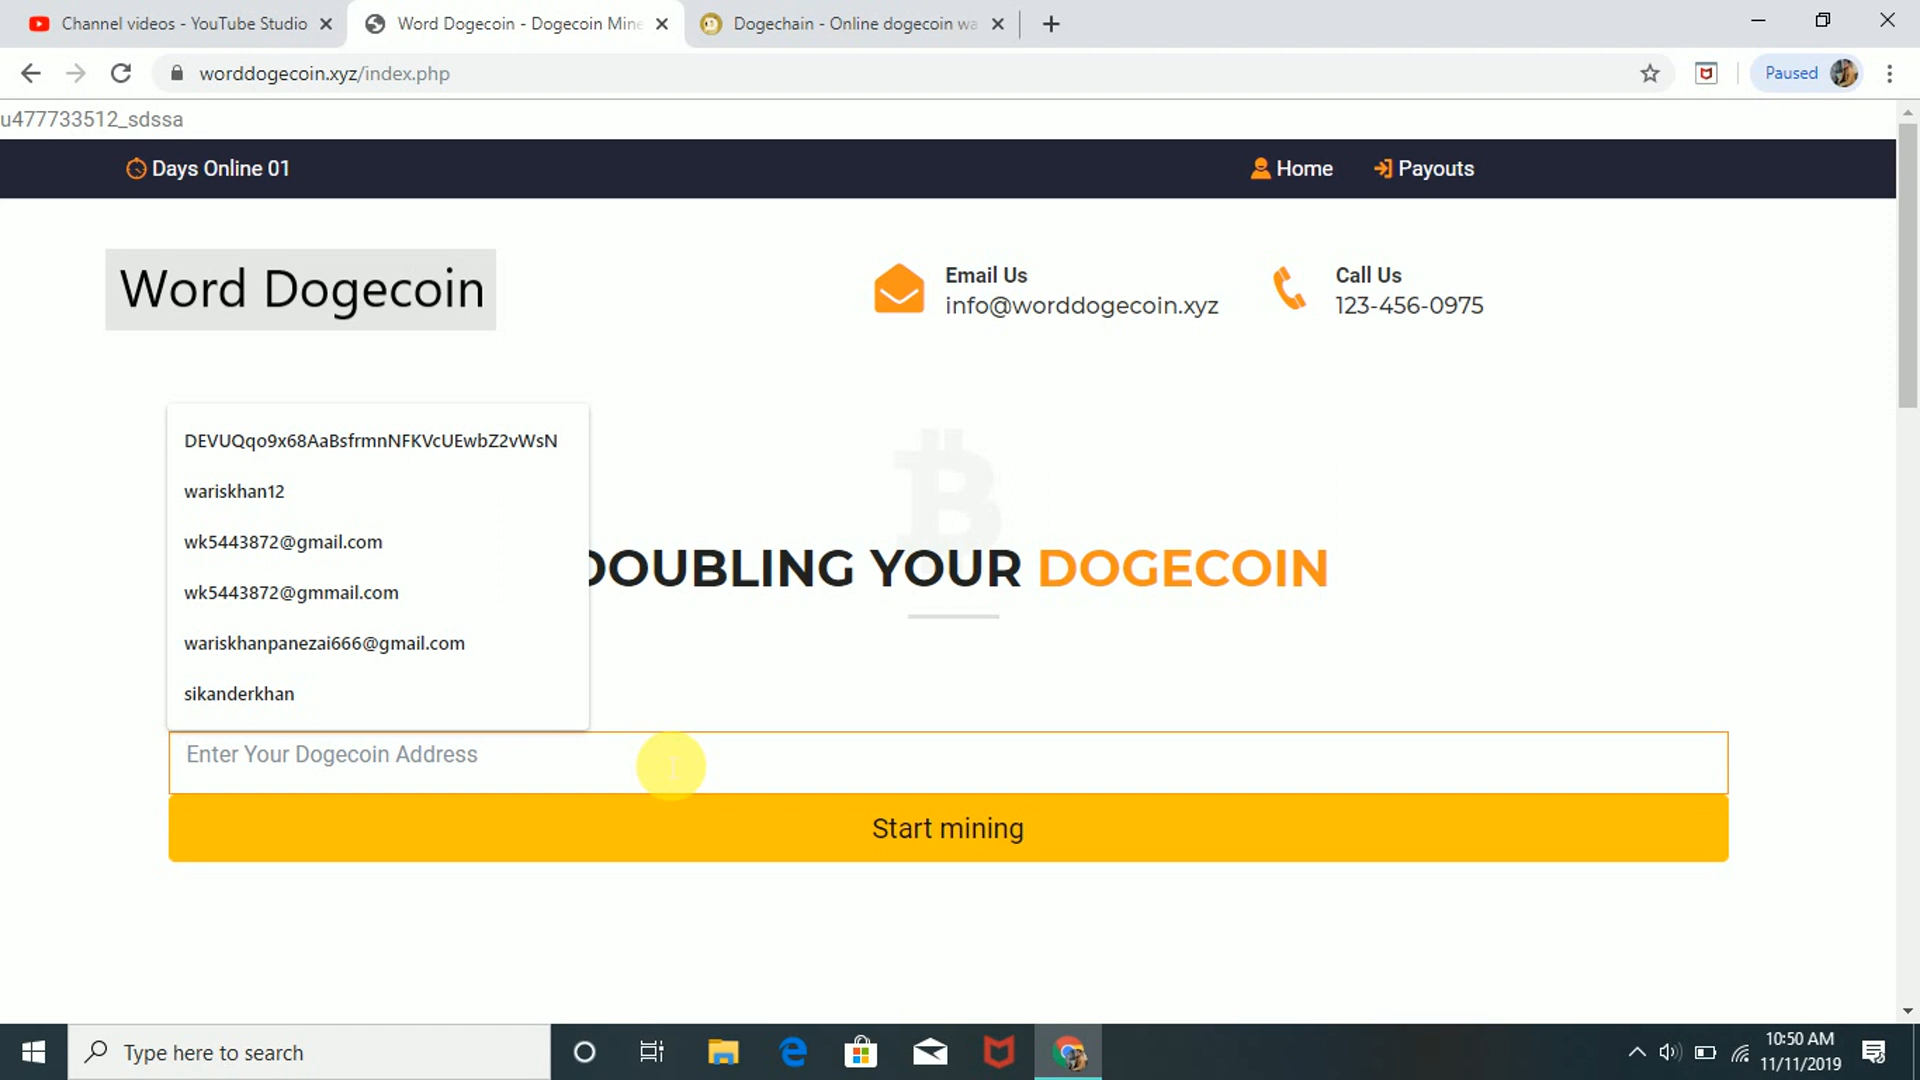 Channel videos - YouTube Studio
Word Dogecoin - Dogecoin Mine
Dogechain - Online dogecoin wa
worddogecoin.xyz/index.php
Paused
u477733512_sdssa
Days Online 01
Home
Payouts
Word Dogecoin
Email Us
info@worddogecoin.xyz
Call Us
123-456-0975
DEVUQqo9x68AaBsfrmnNFKVcUEwbZ2vWsN
wariskhan12
wk5443872@gmail.com
wk5443872@gmmail.com
wariskhanpanezai666@gmail.com
sikanderkhan
DOUBLING YOUR DOGECOIN
Enter Your Dogecoin Address
Start mining
Type here to search
10:50 AM
11/11/2019